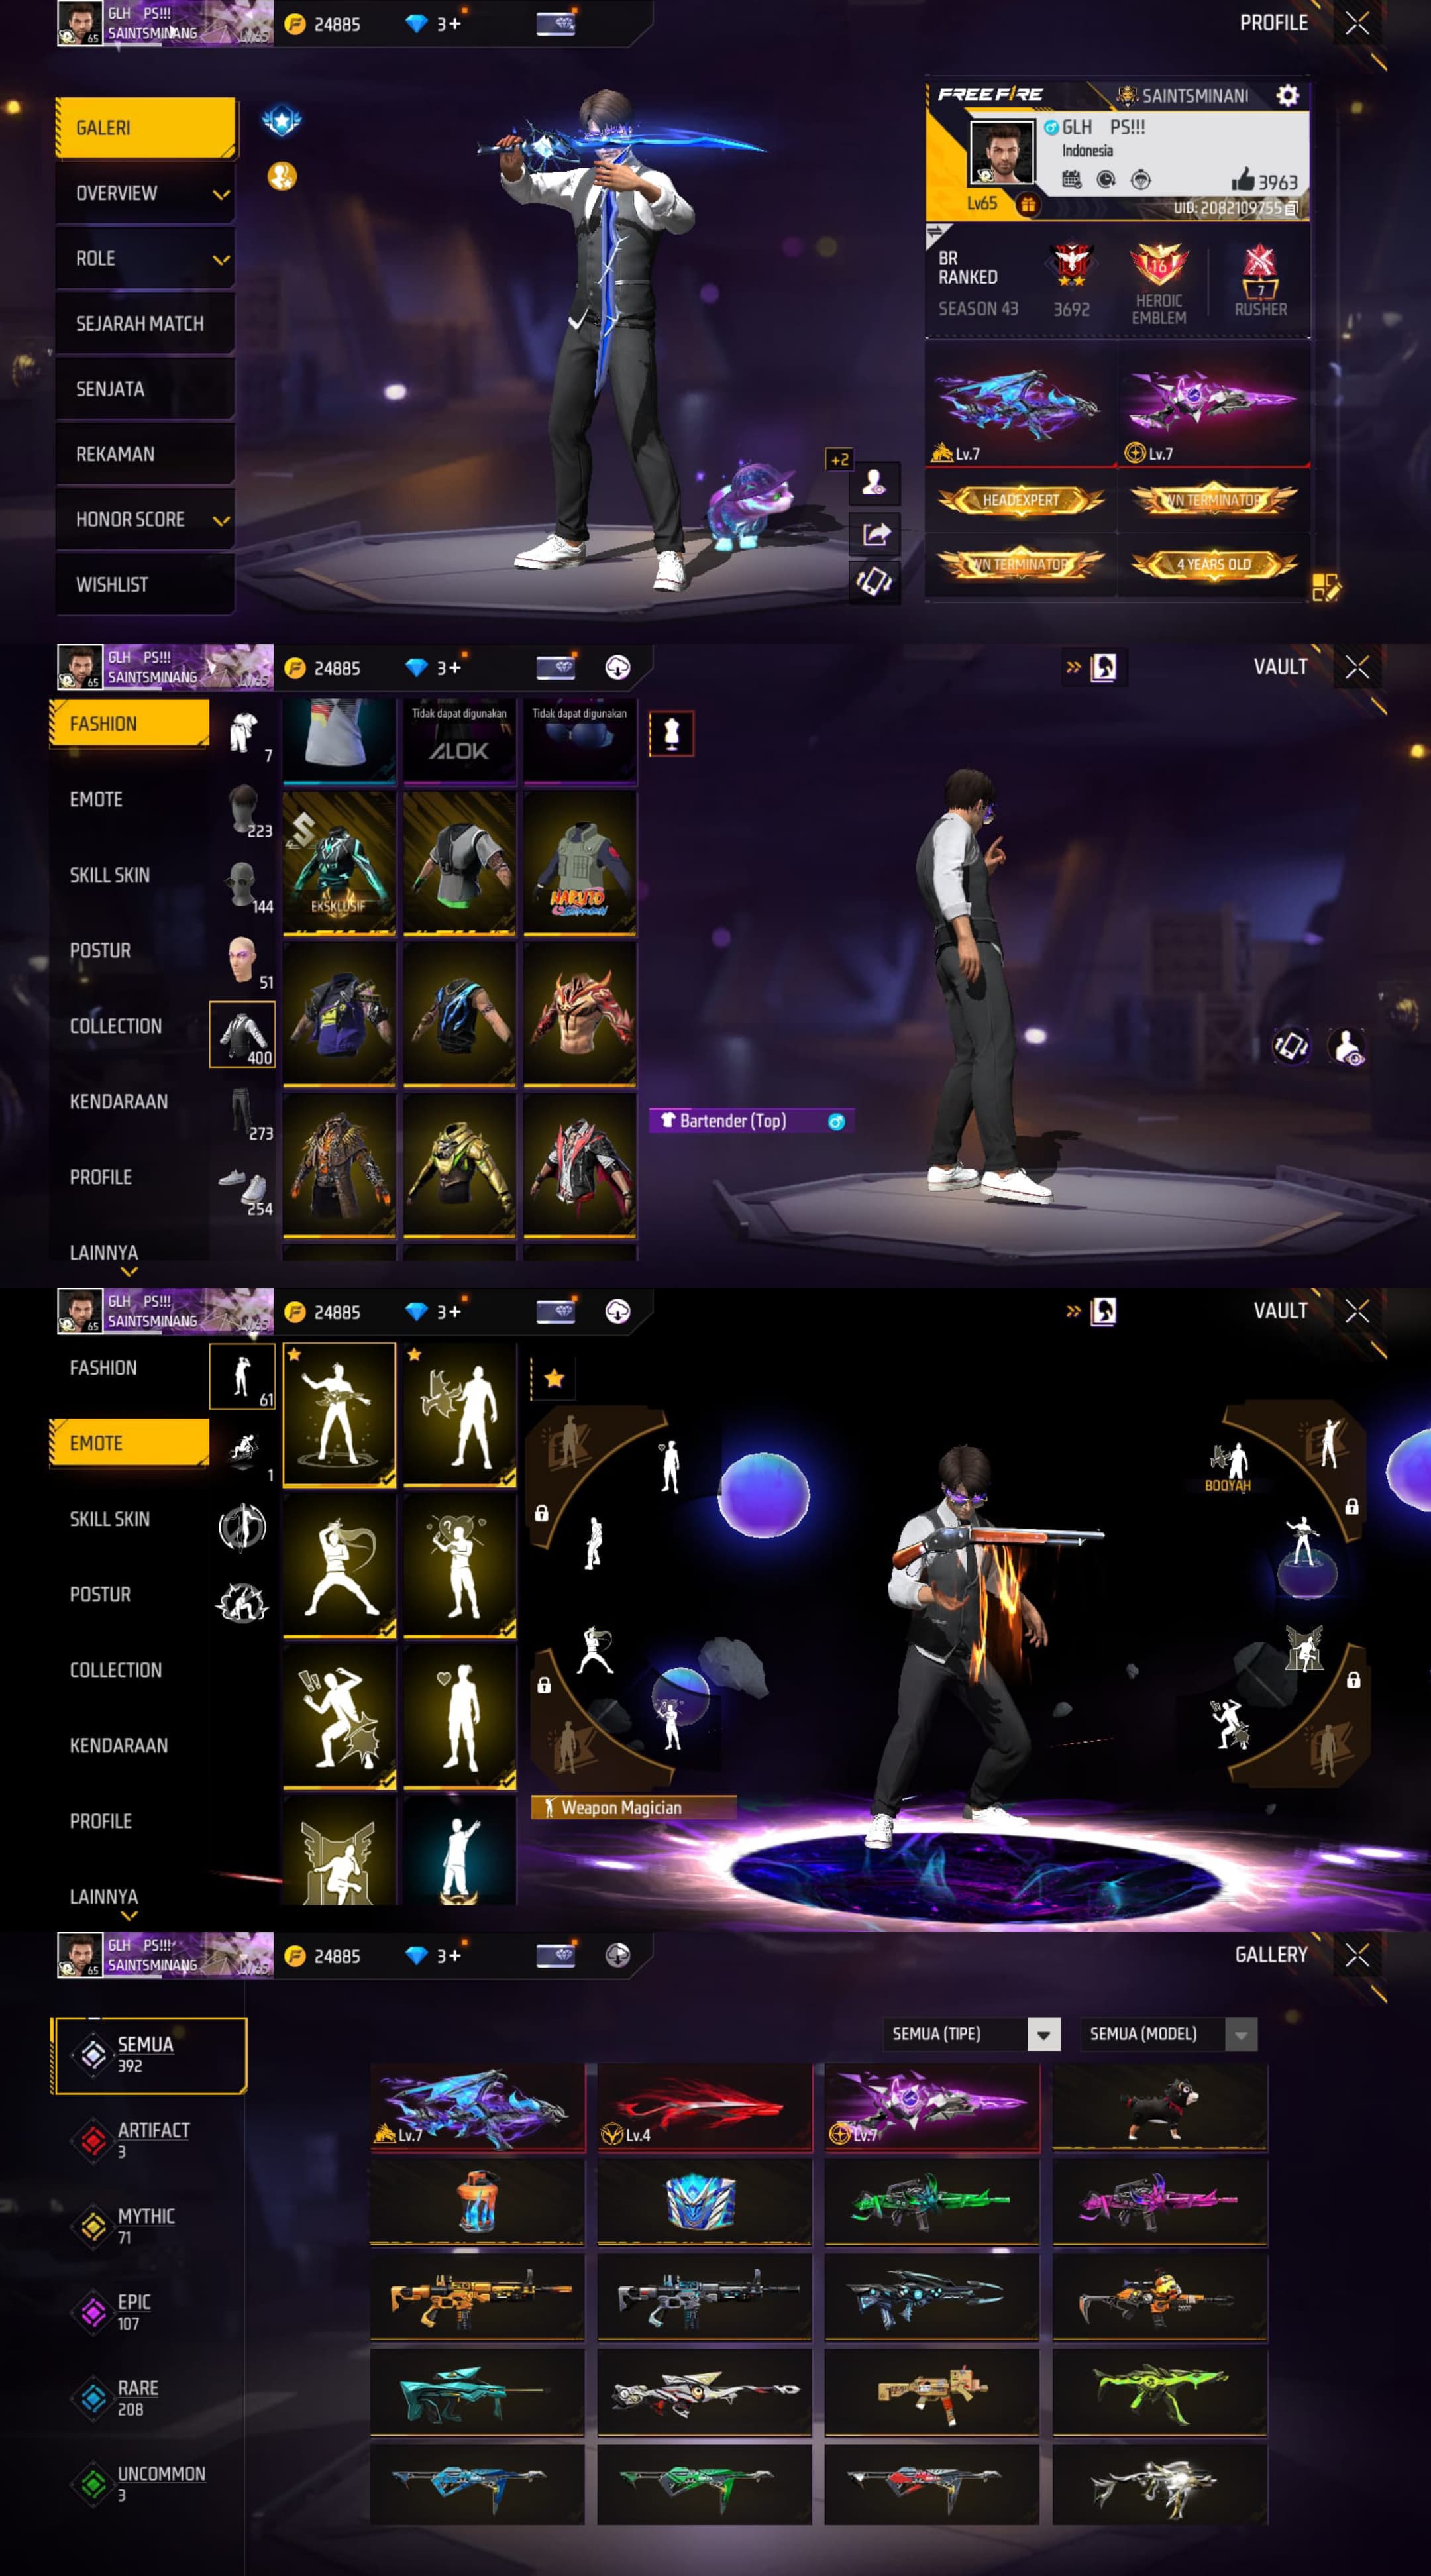 GLH PS!!!
SAINTSMINANG
65
24885
3+
PROFILE
GALERI
OVERVIEW
ROLE
SEJARAH MATCH
SENJATA
REKAMAN
HONOR SCORE
WISHLIST
+2
FREE FIRE
SAINTSMINANI
GLH PS!!!
Indonesia
3963
Lv65
UID: 2082109755
BR
RANKED
SEASON 43
3692
16
HEROIC
EMBLEM
7
RUSHER
Lv.7
Lv.7
HEADEXPERT
WN TERMINATOR
WN TERMINATOR
4 YEARS OLD
GLH PS!!!
SAINTSMINANG
65
24885
3+
VAULT
FASHION
EMOTE
SKILL SKIN
POSTUR
COLLECTION
KENDARAAN
PROFILE
LAINNYA
7
223
144
51
400
273
254
Tidak dapat digunakan
ALOK
Tidak dapat digunakan
EKSKLUSIF
NARUTO
Bartender (Top)
GLH PS!!!
SAINTSMINANG
65
24885
3+
VAULT
FASHION
EMOTE
SKILL SKIN
POSTUR
COLLECTION
KENDARAAN
PROFILE
LAINNYA
61
1
BOOYAH
Weapon Magician
GLH PS!!!
SAINTSMINANG
65
24885
3+
GALLERY
SEMUA
392
ARTIFACT
3
MYTHIC
71
EPIC
107
RARE
208
UNCOMMON
3
SEMUA (TIPE)
SEMUA (MODEL)
Lv.7
Lv.4
Lv.7